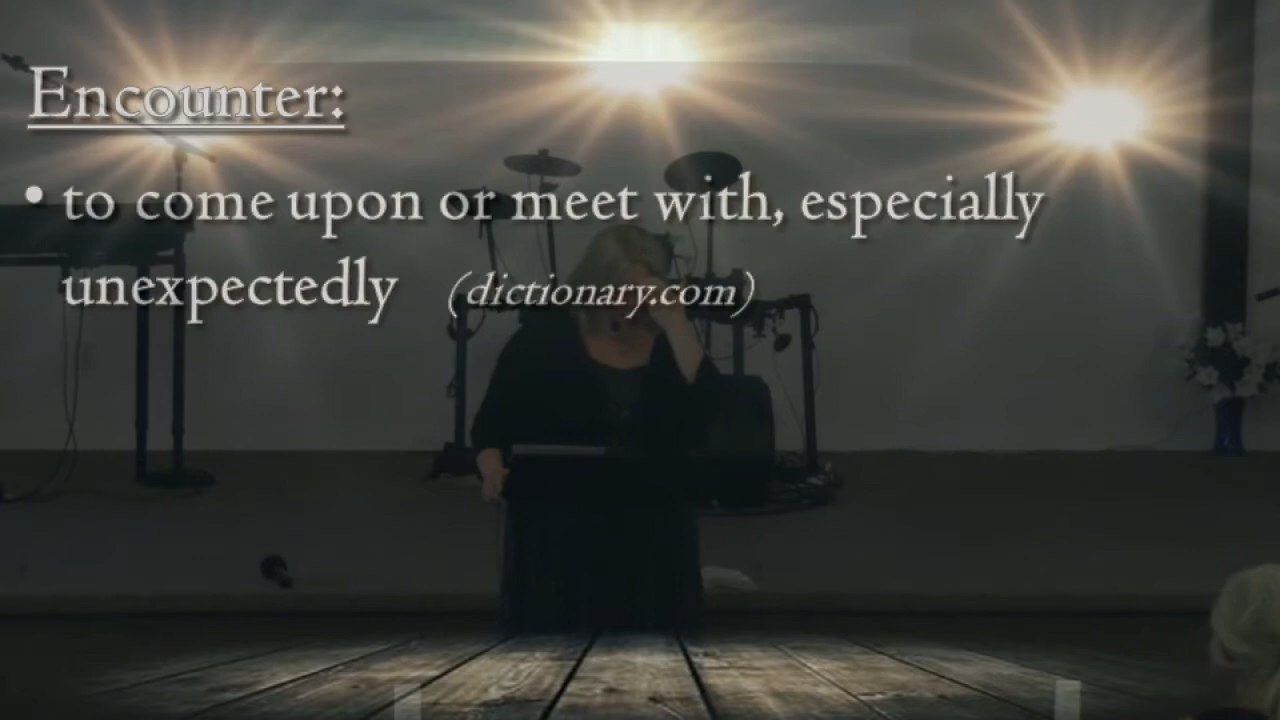 Encounter:
• to come upon or meet with, especially
unexpectedly (dictionary.com)